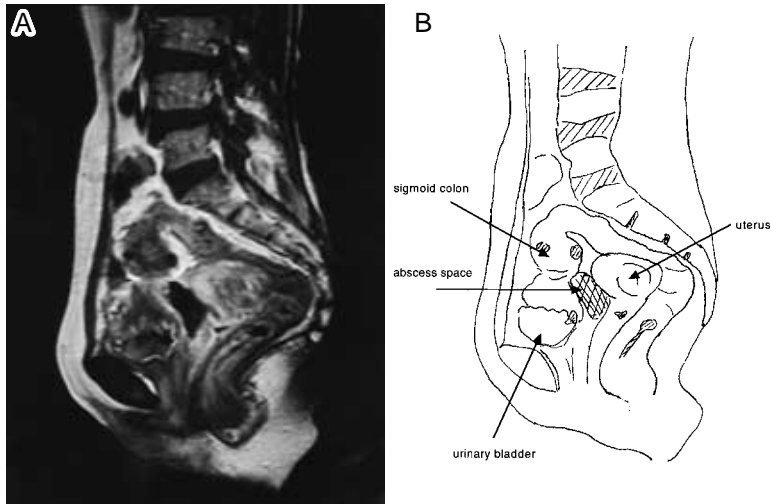 A
B
sigmoid colon
uterus
abscess space
urinary bladder